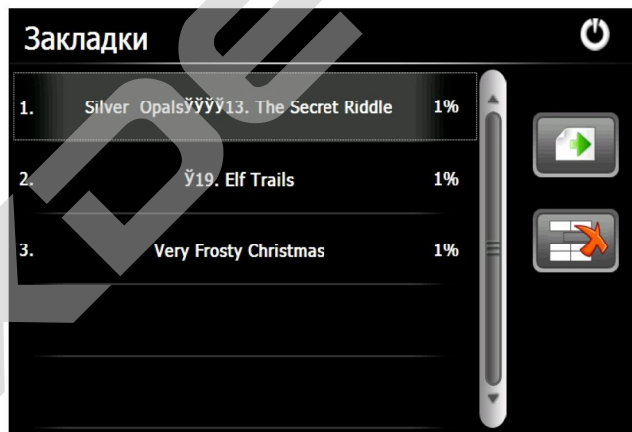 Закладки
1. Silver OpalsЎЎЎЎ13. The Secret Riddle 1%
2. Ў19. Elf Trails 1%
3. Very Frosty Christmas 1%